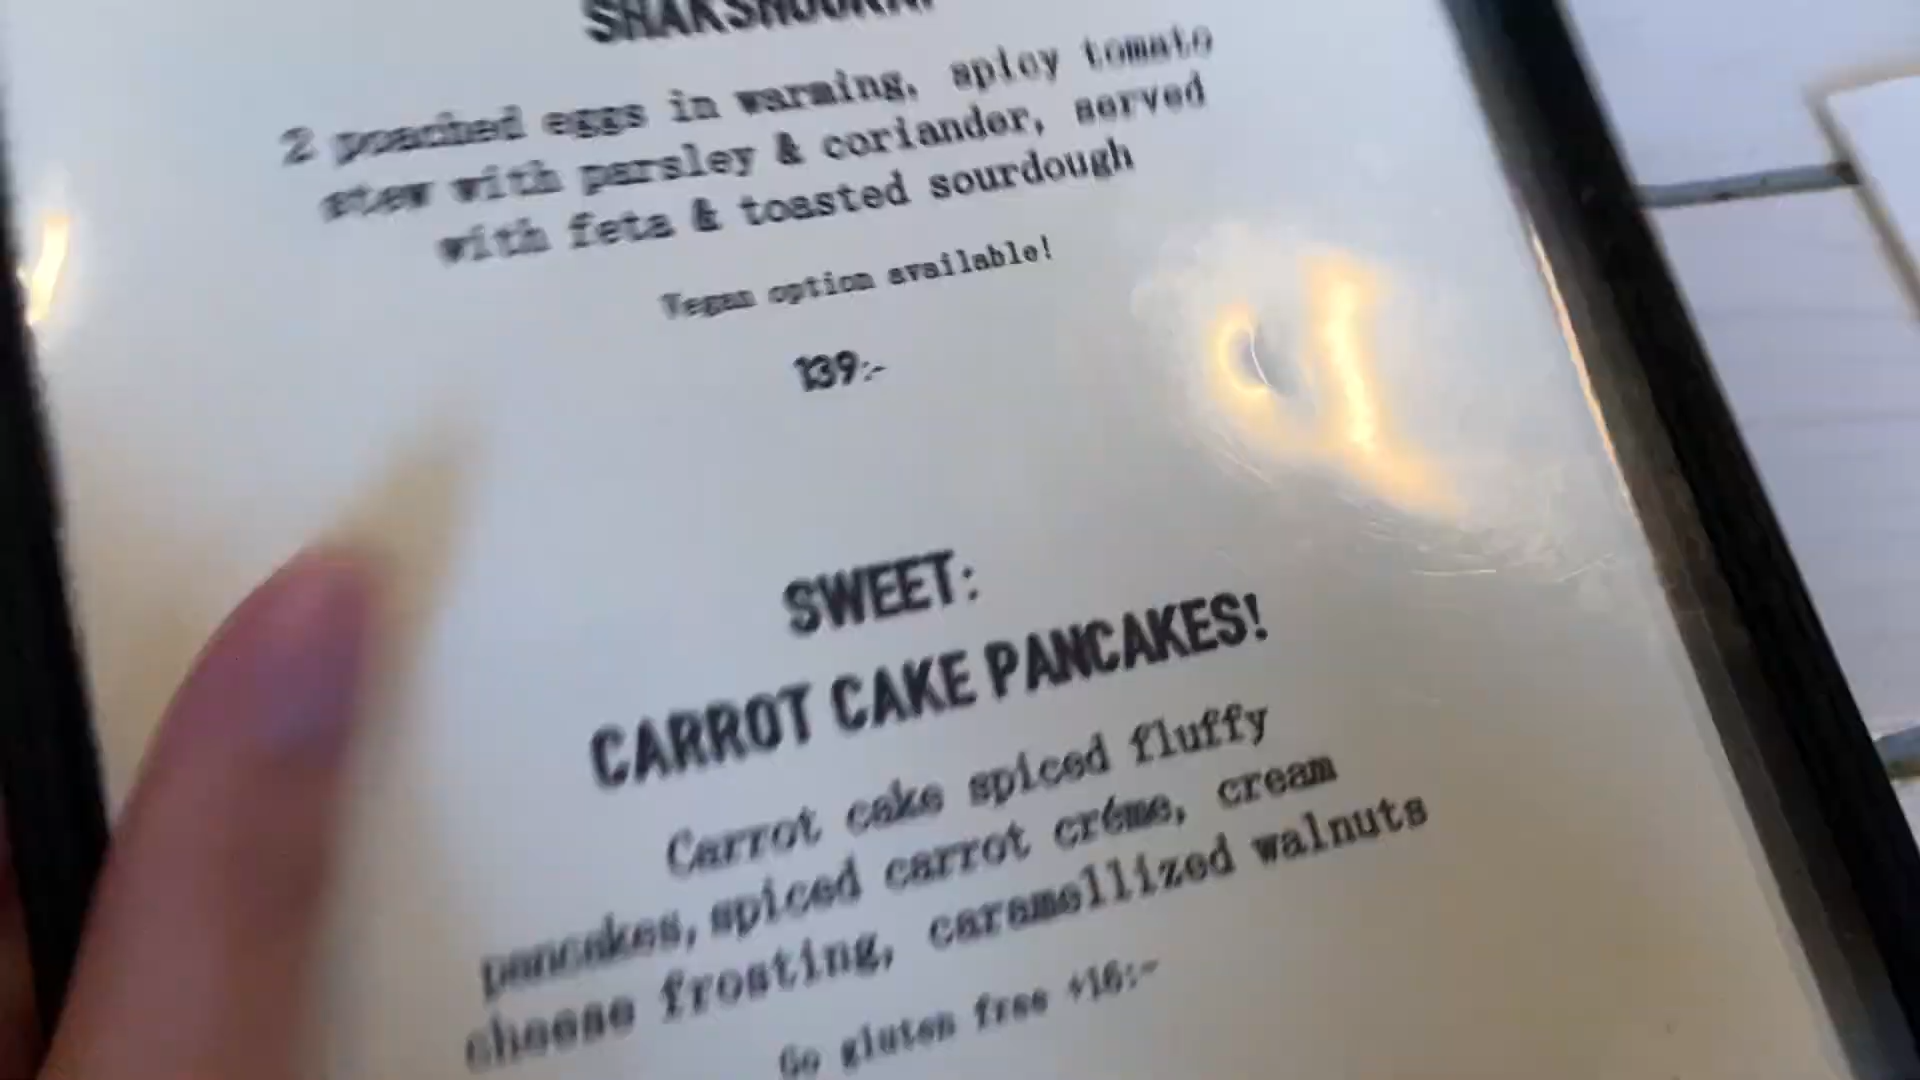 SHAKSHOUKA!
2 poached eggs in warming, spicy tomato
stew with parsley & coriander, served
with feta & toasted sourdough
Vegan option available!
139:-
SWEET:
CARROT CAKE PANCAKES!
Carrot cake spiced fluffy
pancakes, spiced carrot créme, cream
cheese frosting, caramellized walnuts
Go gluten free +16:-